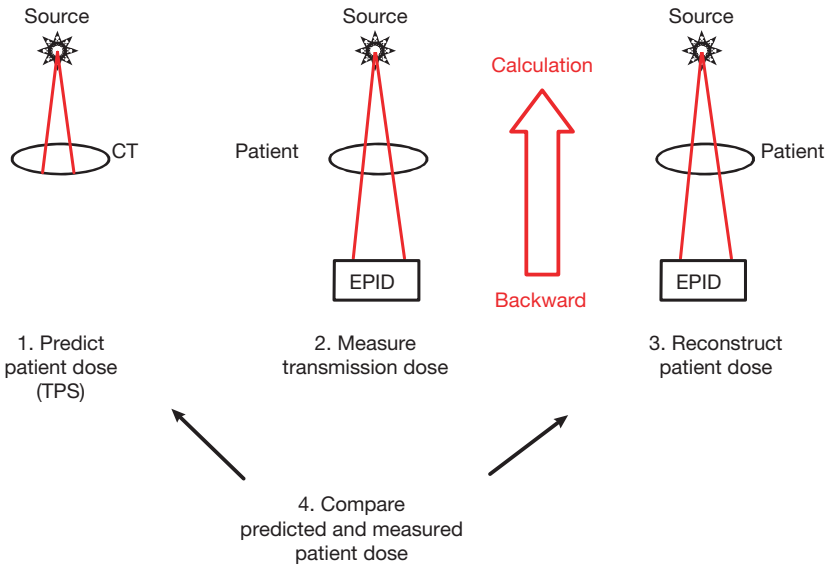 Source
CT
1. Predict
patient dose
(TPS)
Source
Patient
EPID
2. Measure
transmission dose
Calculation
Backward
Source
Patient
EPID
3. Reconstruct
patient dose
4. Compare
predicted and measured
patient dose